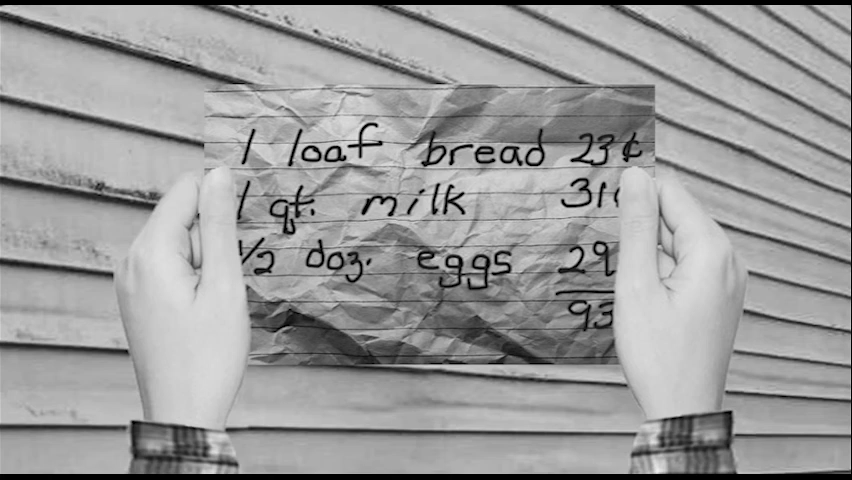 1 loaf bread 23¢
1 qt. milk 31
1/2 doz. eggs 29
93